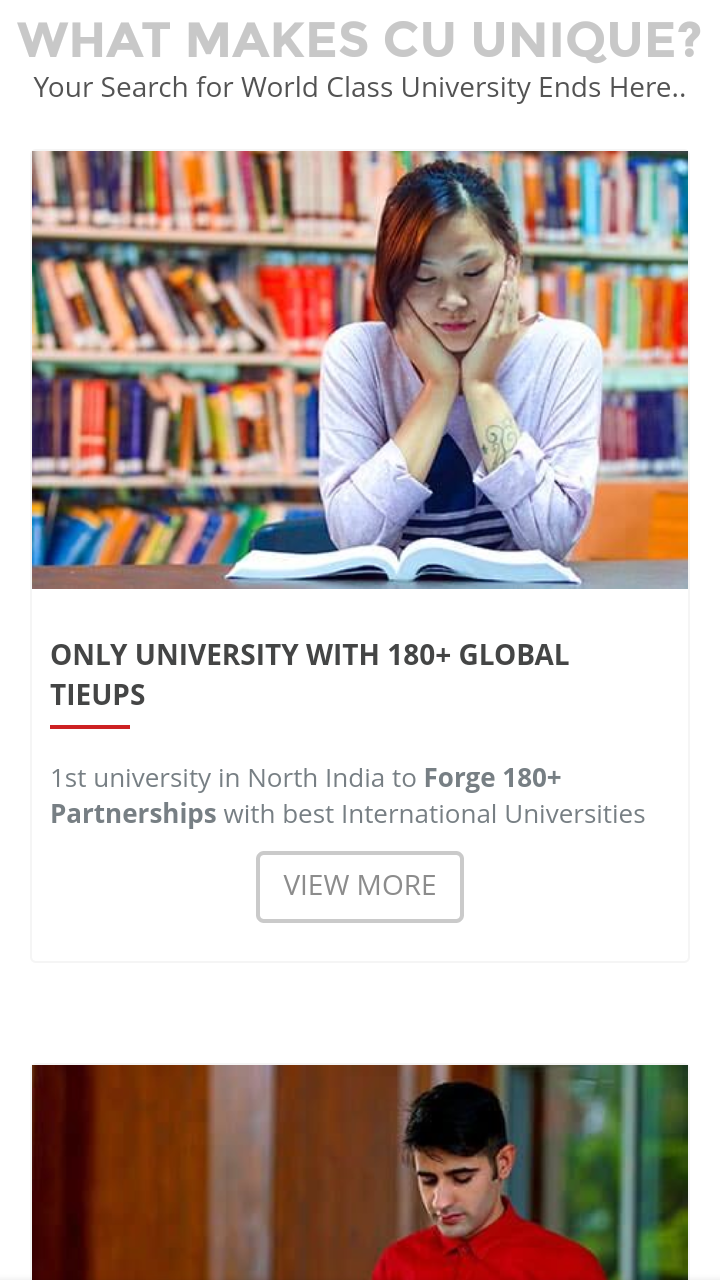 WHAT MAKES CU UNIQUE?
Your Search for World Class University Ends Here..
ONLY UNIVERSITY WITH 180+ GLOBAL
TIEUPS
1st university in North India to Forge 180+
Partnerships with best International Universities
VIEW MORE